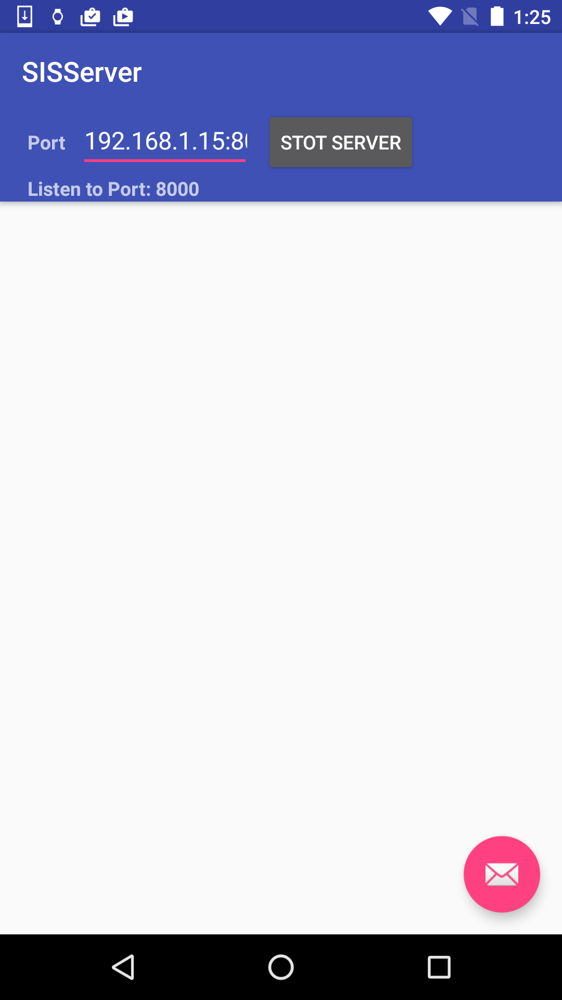 1:25
SISServer
Port 192.168.1.15:8 STOT SERVER
Listen to Port: 8000